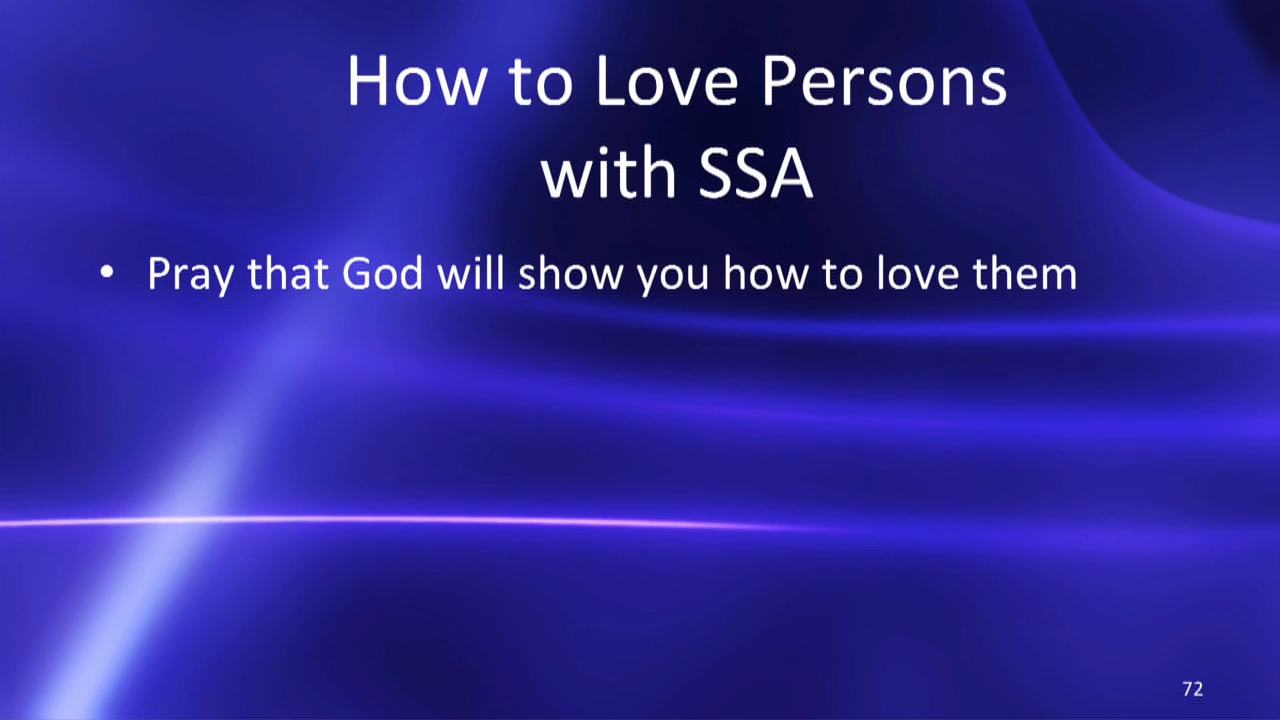 How to Love Persons
with SSA
• Pray that God will show you how to love them
72